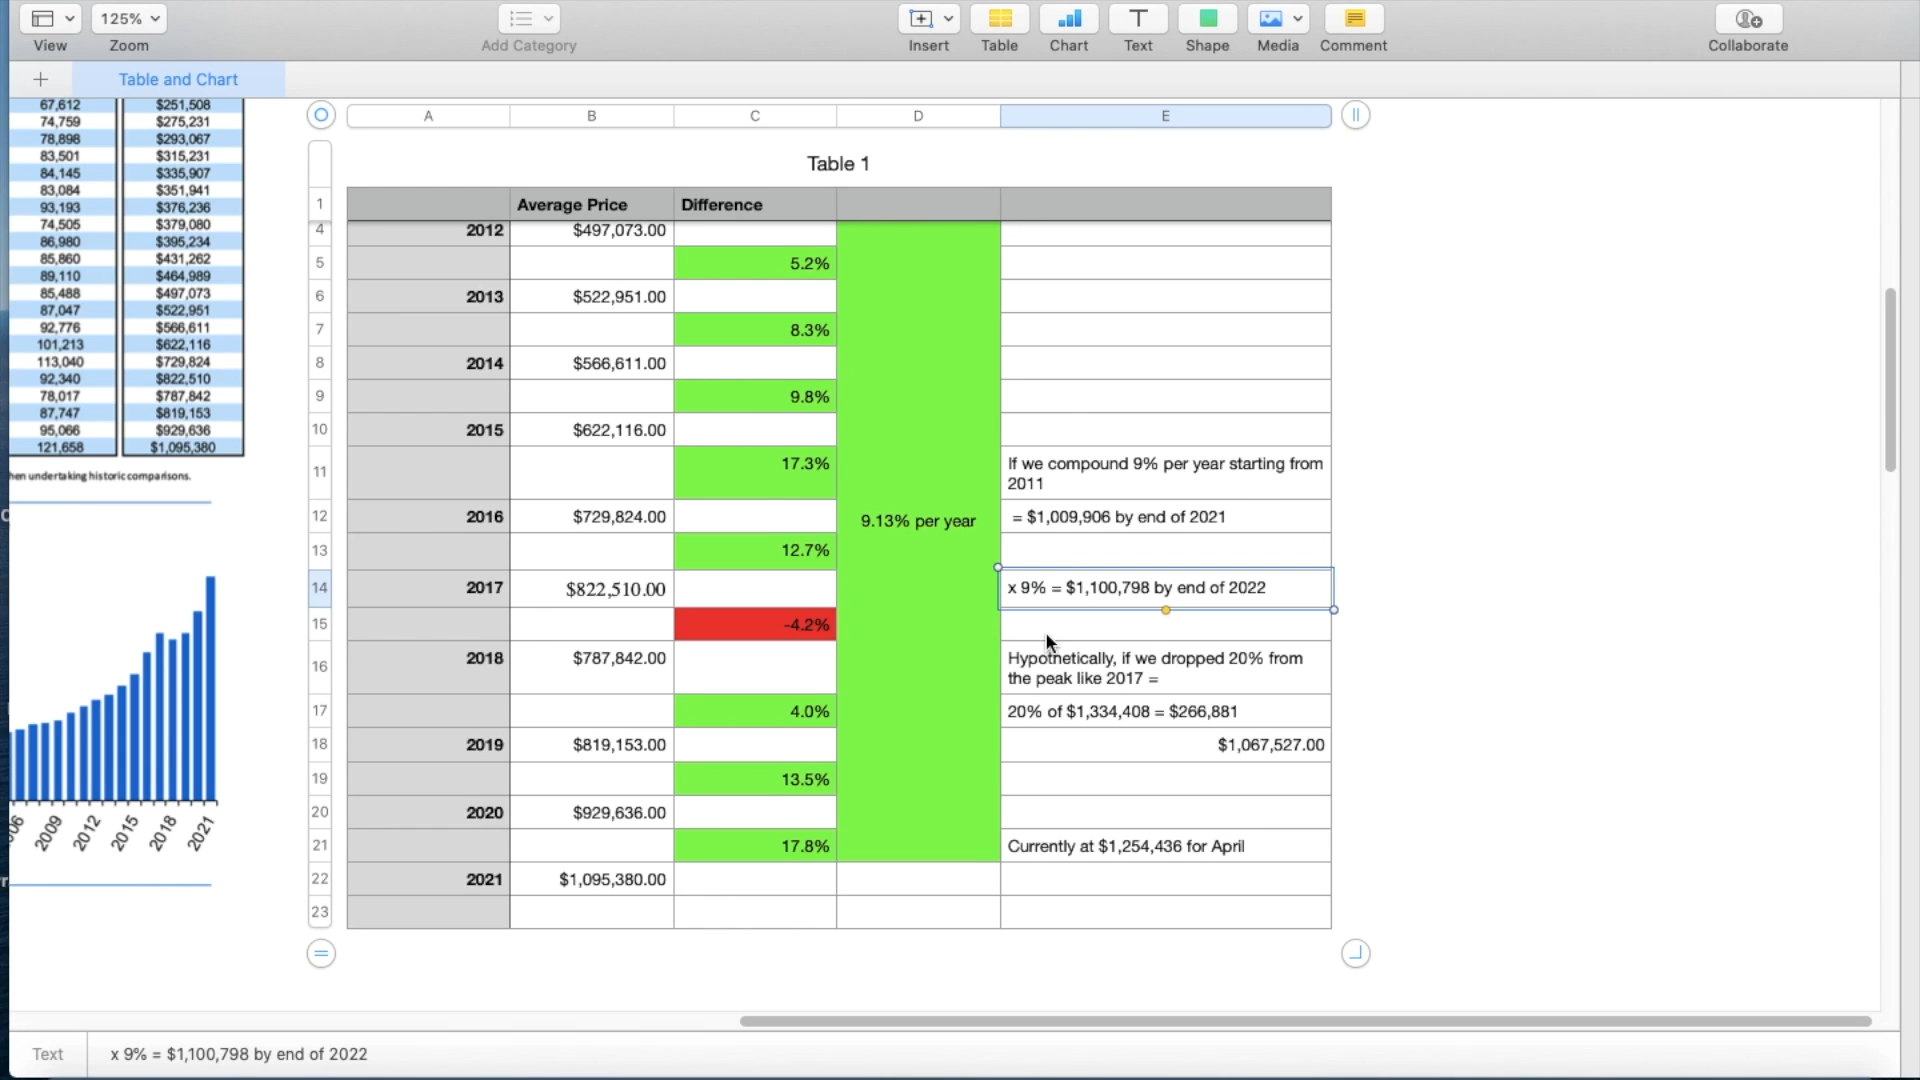 View
125%
Zoom
Add Category
Insert
Table
Chart
Text
Shape
Media
Comment
Collaborate
Table and Chart
67,612 $251,508
74,759 $275,231
78,898 $293,067
83,501 $315,231
84,145 $335,907
83,084 $351,941
93,193 $376,236
74,505 $379,080
86,980 $395,234
85,860 $431,262
89,110 $464,989
85,488 $497,073
87,047 $522,951
92,776 $566,611
101,213 $622,116
113,040 $729,824
92,340 $822,510
78,017 $787,842
87,747 $819,153
95,066 $929,636
121,658 $1,095,380
undertaking historic comparisons.
2009 2012 2015 2018 2021
A B C D E
Table 1
1 Average Price Difference
4 2012 $497,073.00
5 5.2%
6 2013 $522,951.00
7 8.3%
8 2014 $566,611.00
9 9.8%
10 2015 $622,116.00
11 17.3% If we compound 9% per year starting from
2011
12 2016 $729,824.00 9.13% per year = $1,009,906 by end of 2021
13 12.7%
14 2017 $822,510.00 x 9% = $1,100,798 by end of 2022
15 -4.2%
16 2018 $787,842.00 Hypothetically, if we dropped 20% from
the peak like 2017 =
17 4.0% 20% of $1,334,408 = $266,881
18 2019 $819,153.00 $1,067,527.00
19 13.5%
20 2020 $929,636.00
21 17.8% Currently at $1,254,436 for April
22 2021 $1,095,380.00
23
Text x 9% = $1,100,798 by end of 2022